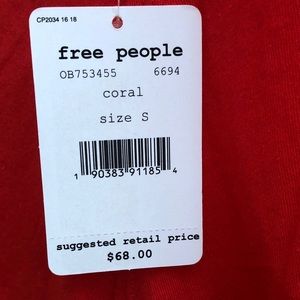 CP2034 16 18
free people
OB753455 6694
coral
size S
1 90383 91185 4
suggested retail price
$68.00